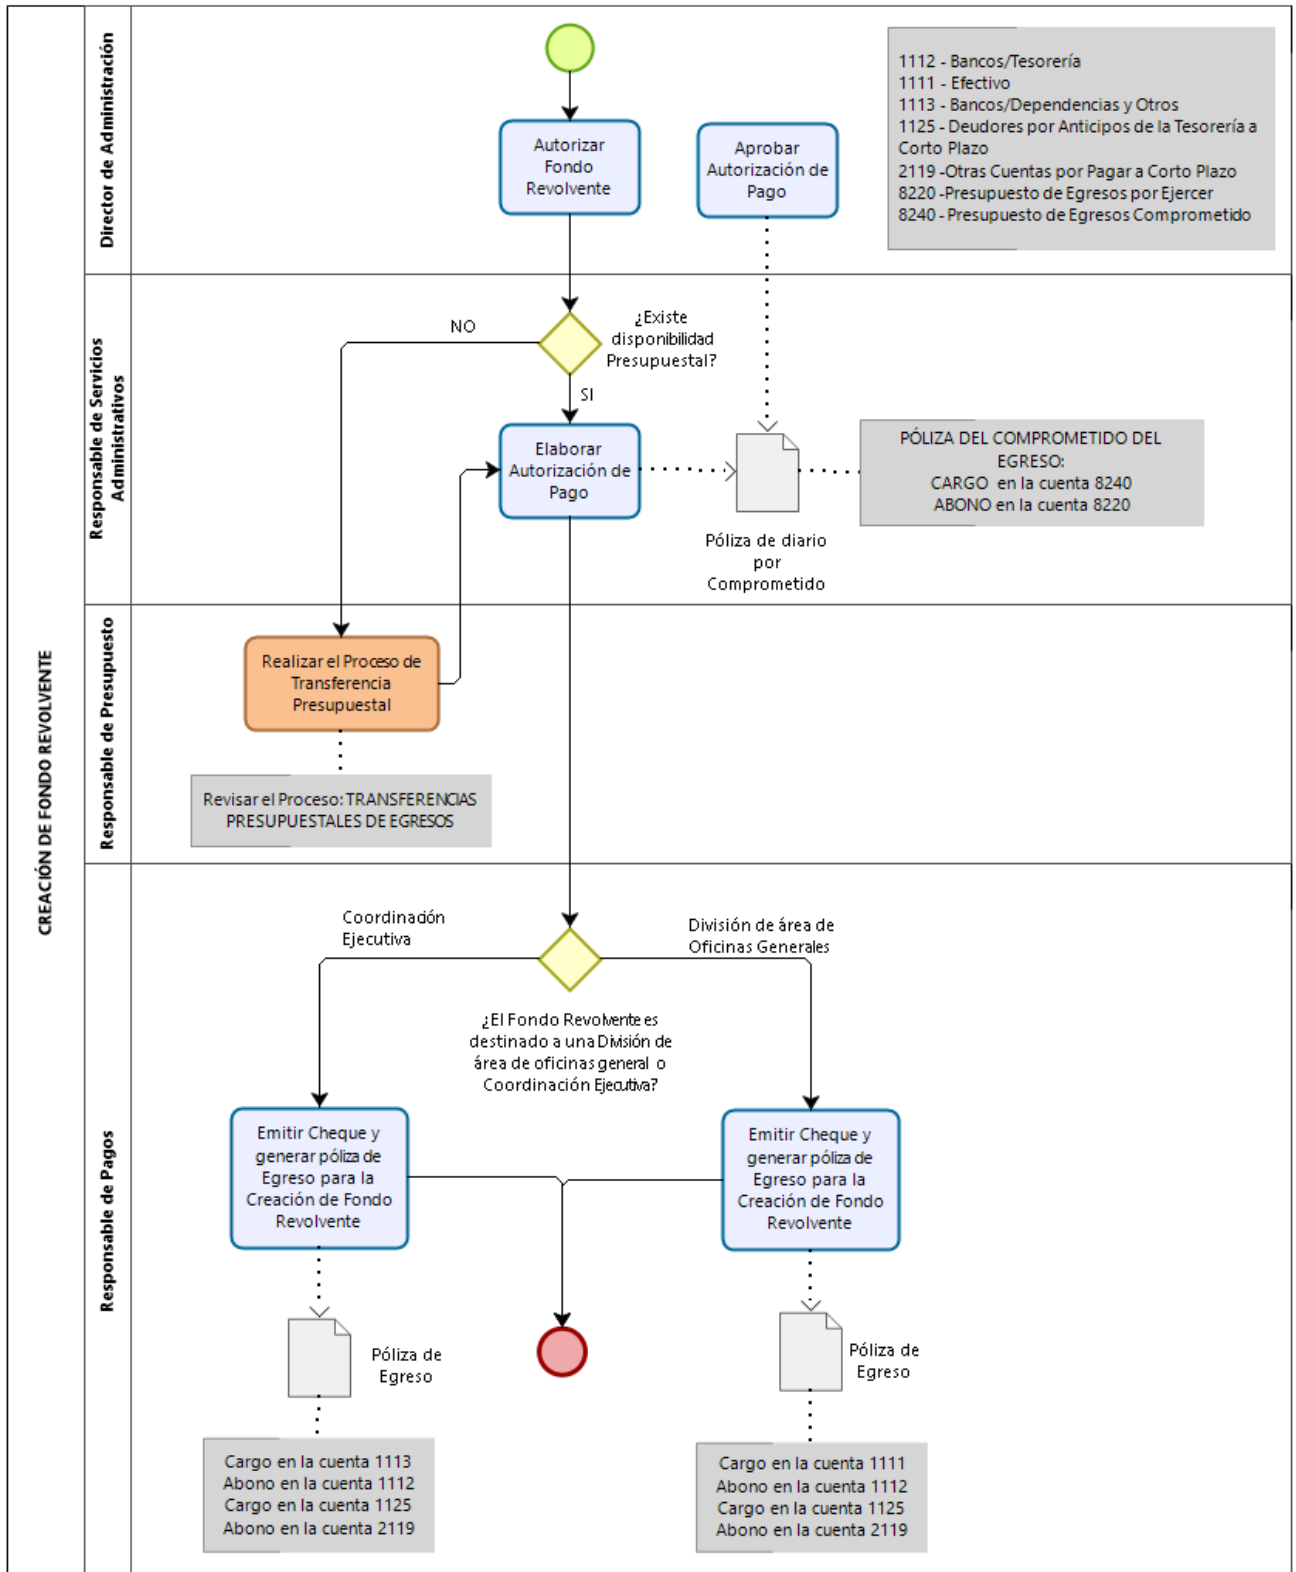 CREACIÓN DE FONDO REVOLVENTE
Director de Administración
Autorizar
Fondo
Revolvente
Aprobar
Autorización de
Pago
1112 - Bancos/Tesorería
1111 - Efectivo
1113 - Bancos/Dependencias y Otros
1125 - Deudores por Anticipos de la Tesorería a
Corto Plazo
2119 -Otras Cuentas por Pagar a Corto Plazo
8220 -Presupuesto de Egresos por Ejercer
8240 - Presupuesto de Egresos Comprometido
Responsable de Servicios
Administrativos
NO
¿Existe
disponibilidad
Presupuestal?
SI
Elaborar
Autorización de
Pago
Póliza de diario
por
Comprometido
PÓLIZA DEL COMPROMETIDO DEL
EGRESO:
CARGO en la cuenta 8240
ABONO en la cuenta 8220
Responsable de Presupuesto
Realizar el Proceso de
Transferencia
Presupuestal
Revisar el Proceso: TRANSFERENCIAS
PRESUPUESTALES DE EGRESOS
Responsable de Pagos
Coordinación
Ejecutiva
División de área de
Oficinas Generales
¿El Fondo Revolvente es
destinado a una División de
área de oficinas general o
Coordinación Ejecutiva?
Emitir Cheque y
generar póliza de
Egreso para la
Creación de Fondo
Revolvente
Emitir Cheque y
generar póliza de
Egreso para la
Creación de Fondo
Revolvente
Póliza de
Egreso
Póliza de
Egreso
Cargo en la cuenta 1113
Abono en la cuenta 1112
Cargo en la cuenta 1125
Abono en la cuenta 2119
Cargo en la cuenta 1111
Abono en la cuenta 1112
Cargo en la cuenta 1125
Abono en la cuenta 2119